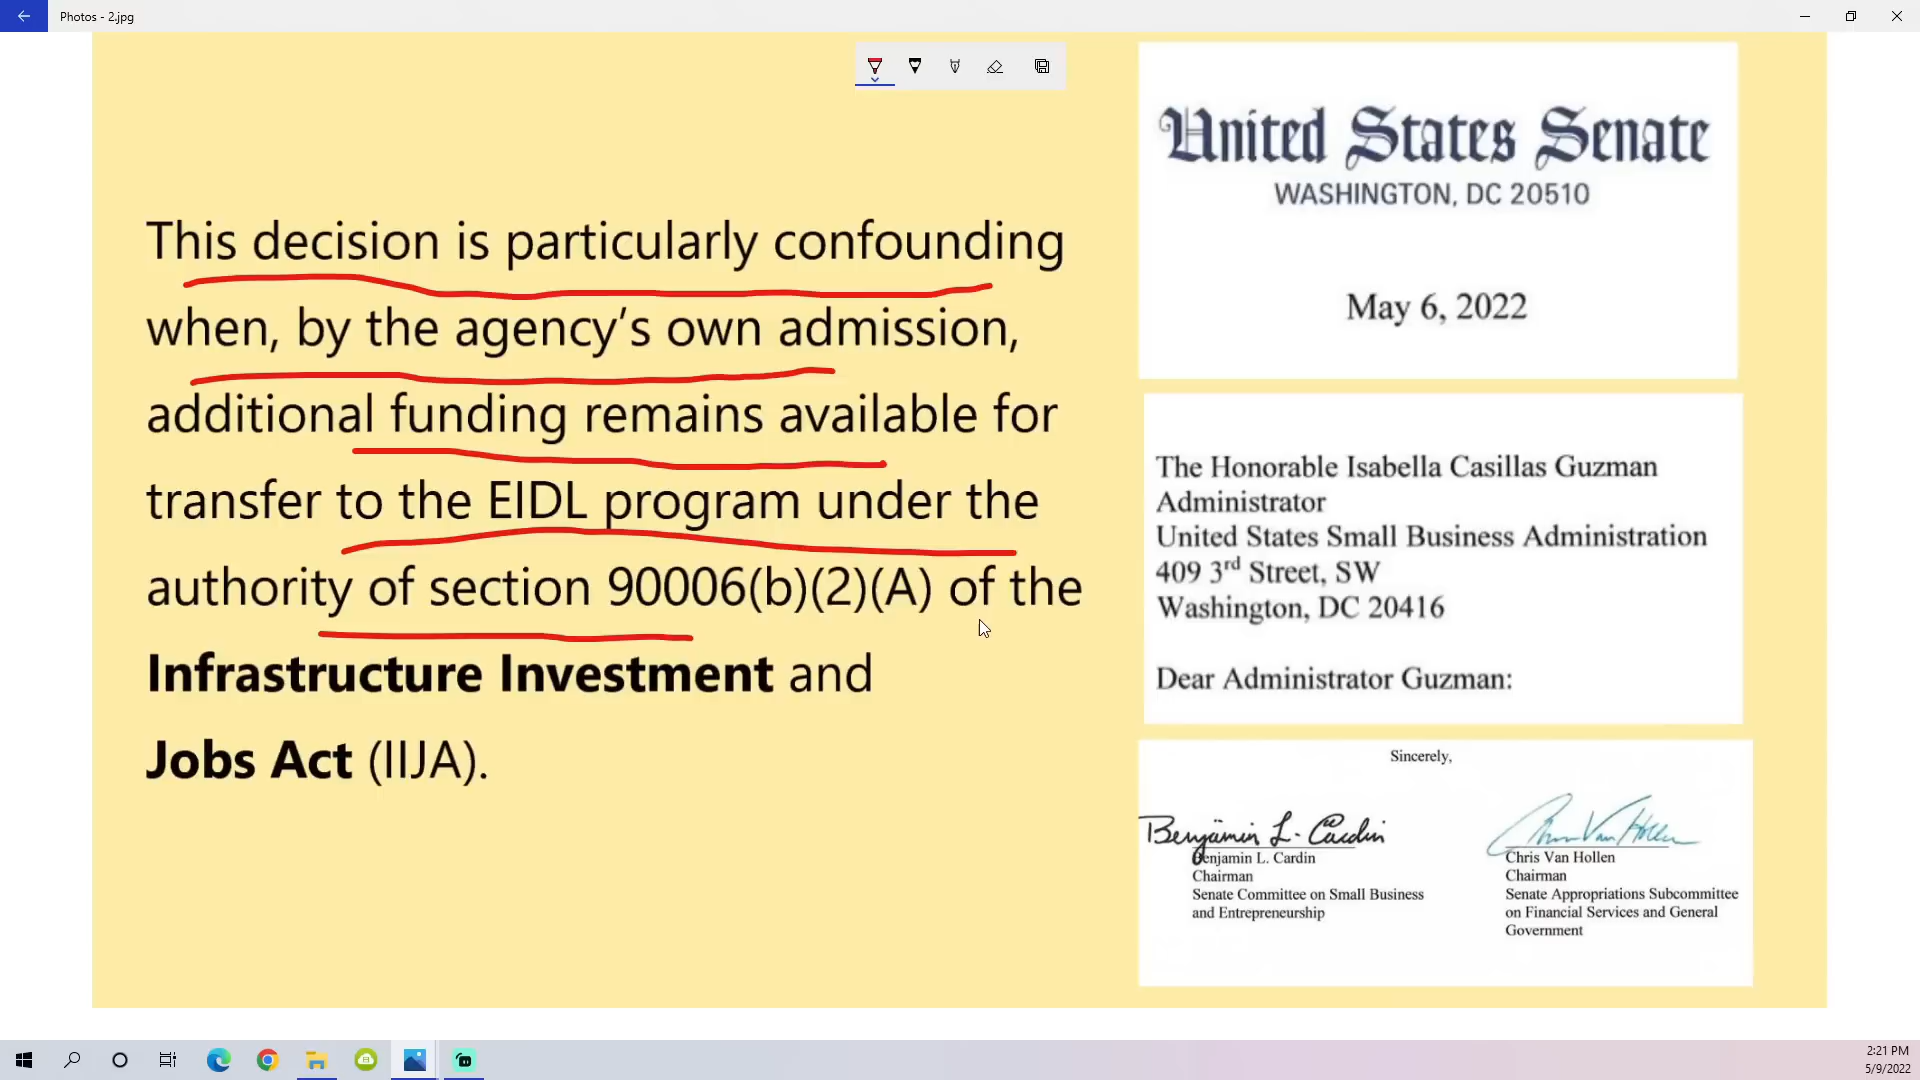 Photos - 2.jpg
This decision is particularly confounding
when, by the agency’s own admission,
additional funding remains available for
transfer to the EIDL program under the
authority of section 90006(b)(2)(A) of the
Infrastructure Investment and
Jobs Act (IIJA).
United States Senate
WASHINGTON, DC 20510
May 6, 2022
The Honorable Isabella Casillas Guzman
Administrator
United States Small Business Administration
409 3rd Street, SW
Washington, DC 20416
Dear Administrator Guzman:
Sincerely,
Benjamin L. Cardin
Benjamin L. Cardin
Chairman
Senate Committee on Small Business
and Entrepreneurship
Chris Van Hollen
Chris Van Hollen
Chairman
Senate Appropriations Subcommittee
on Financial Services and General
Government
2:21 PM
5/9/2022